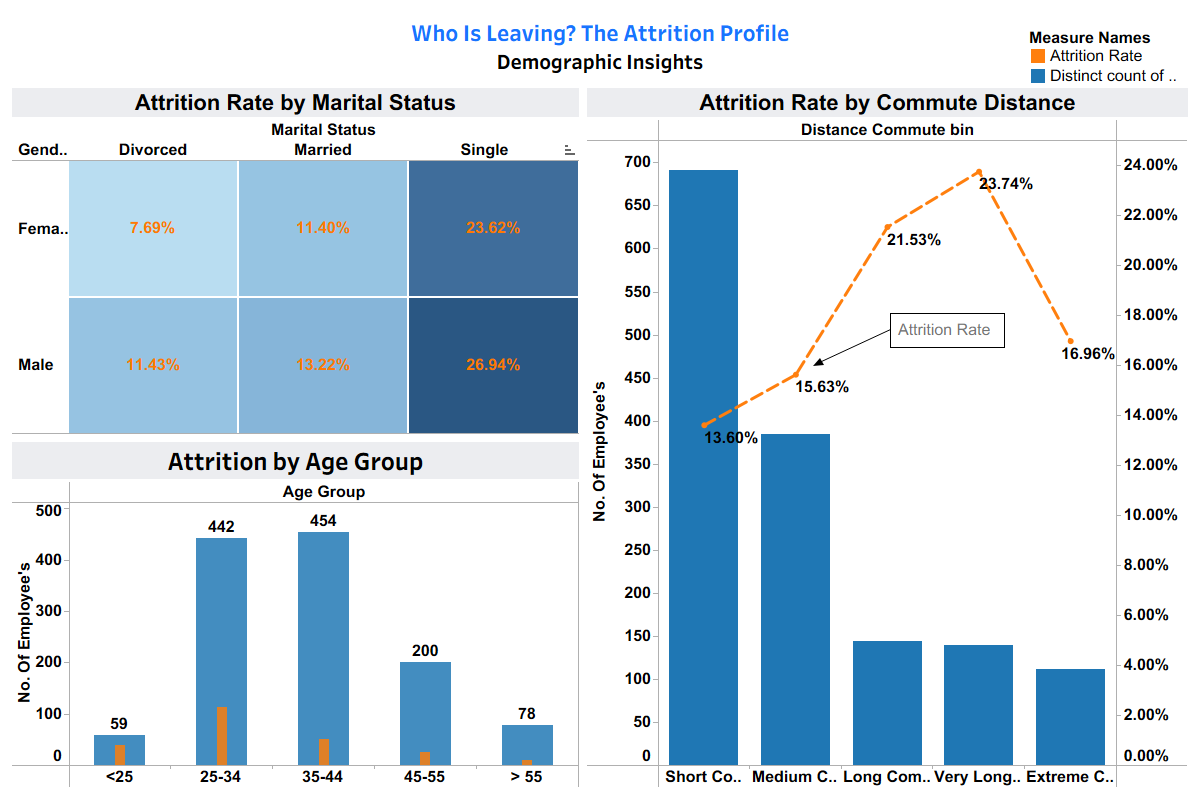 Who Is Leaving? The Attrition Profile
Demographic Insights
Measure Names
Attrition Rate
Distinct count of ..
Attrition Rate by Marital Status
Marital Status
Gend.. Divorced Married Single
Fema.. 7.69% 11.40% 23.62%
Male 11.43% 13.22% 26.94%
Attrition by Age Group
Age Group
No. Of Employee's
500
400
300
200
100
0
59
442
454
200
78
<25 25-34 35-44 45-55 > 55
Attrition Rate by Commute Distance
Distance Commute bin
No. Of Employee's
700
650
600
550
500
450
400
350
300
250
200
150
100
50
0
13.60%
15.63%
21.53%
23.74%
16.96%
Attrition Rate
24.00%
22.00%
20.00%
18.00%
16.00%
14.00%
12.00%
10.00%
8.00%
6.00%
4.00%
2.00%
0.00%
Short Co.. Medium C.. Long Com.. Very Long.. Extreme C..